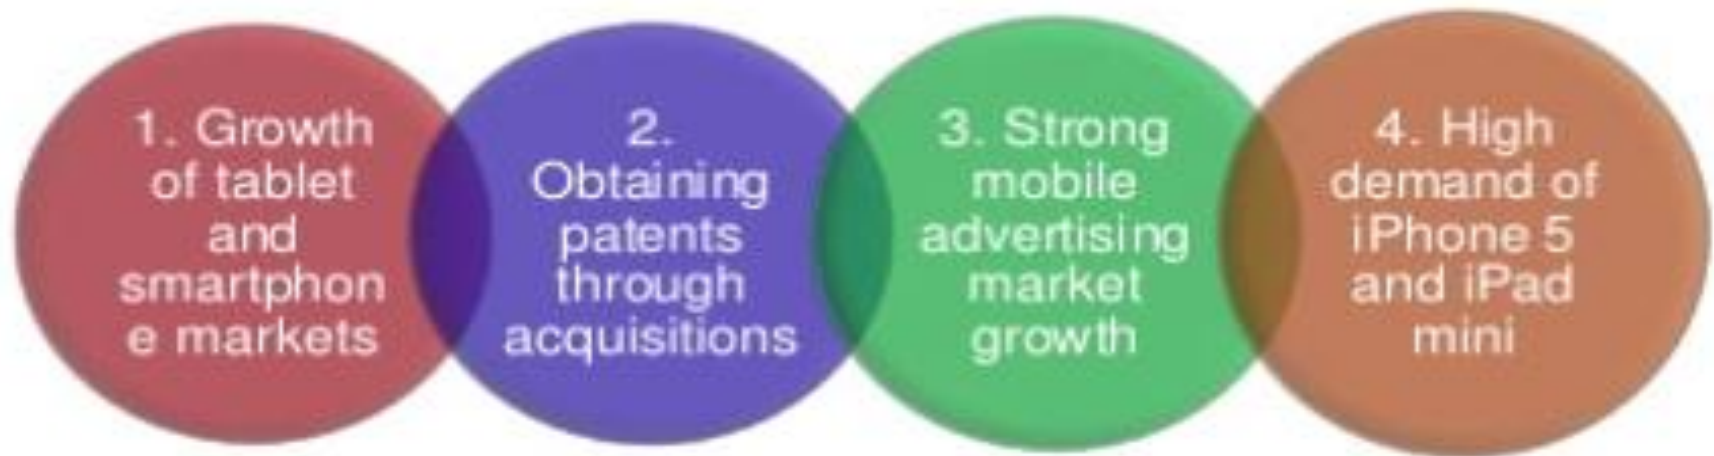 1. Growth
of tablet
and
smartphon
e markets
2.
Obtaining
patents
through
acquisitions
3. Strong
mobile
advertising
market
growth
4. High
demand of
iPhone 5
and iPad
mini